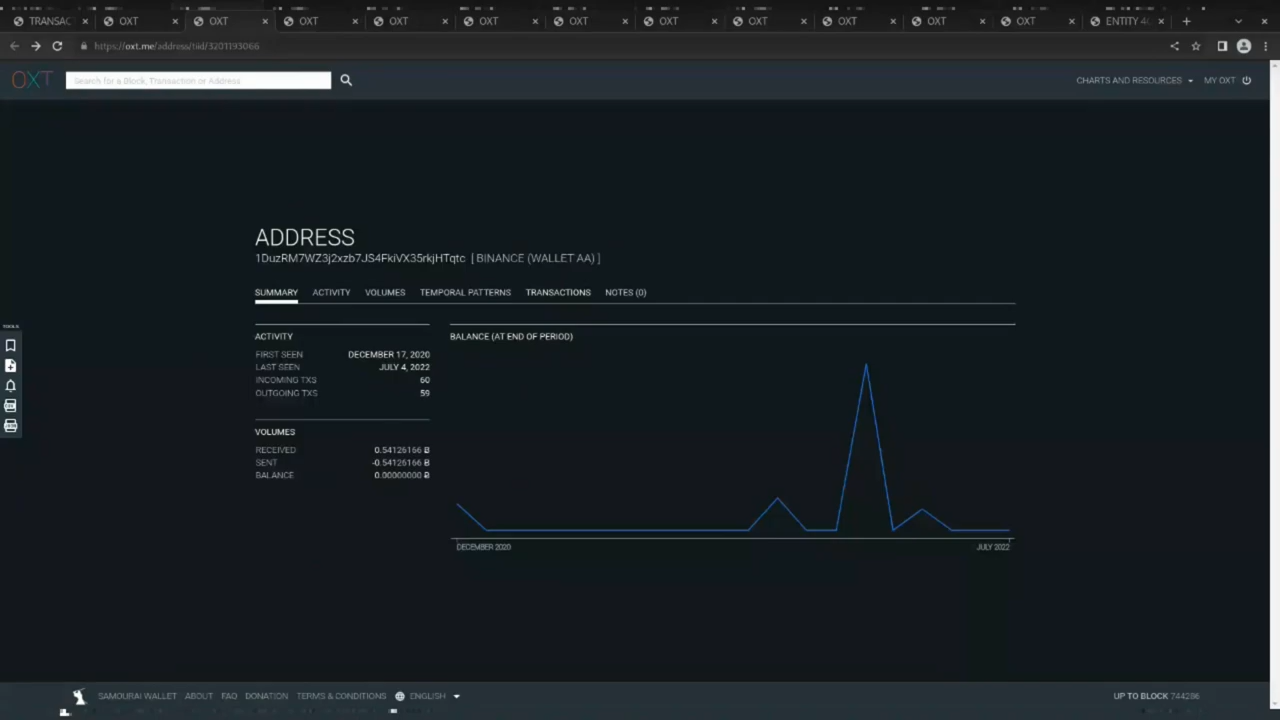 TRANSAC OXT OXT OXT OXT OXT OXT OXT OXT OXT OXT OXT ENTITY
https://oxt.me/address/tiid/3201193066
OXT Search for a Block, Transaction or Address CHARTS AND RESOURCES MY OXT
ADDRESS
1DuzRM7WZ3j2xzb7JS4FkiVX35rkjHTqtc [ BINANCE (WALLET AA) ]
SUMMARY ACTIVITY VOLUMES TEMPORAL PATTERNS TRANSACTIONS NOTES (0)
TOOLS
ACTIVITY
FIRST SEEN DECEMBER 17, 2020
LAST SEEN JULY 4, 2022
INCOMING TXS 60
OUTGOING TXS 59
VOLUMES
RECEIVED 0.54126166 B
SENT -0.54126166 B
BALANCE 0.00000000 B
BALANCE (AT END OF PERIOD)
DECEMBER 2020 JULY 2022
SAMOURAI WALLET ABOUT FAQ DONATION TERMS & CONDITIONS ENGLISH UP TO BLOCK 744286